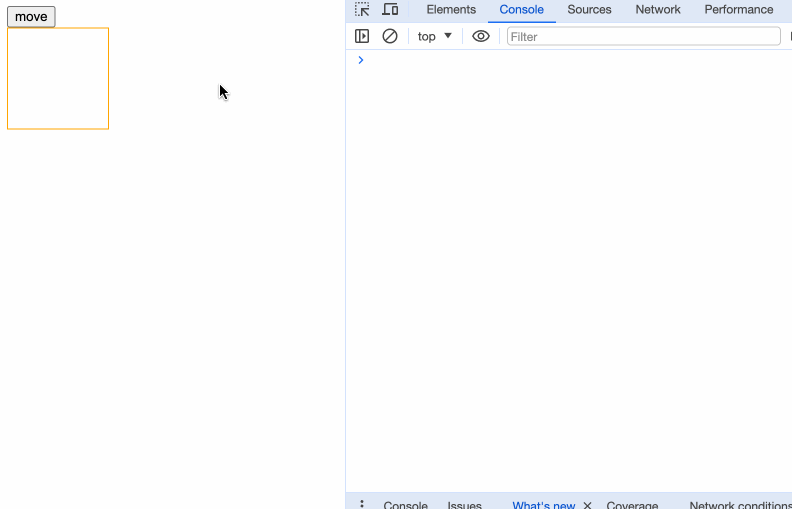 move
Elements Console Sources Network Performance
top Filter
Console Issues What's new Coverage Network conditions